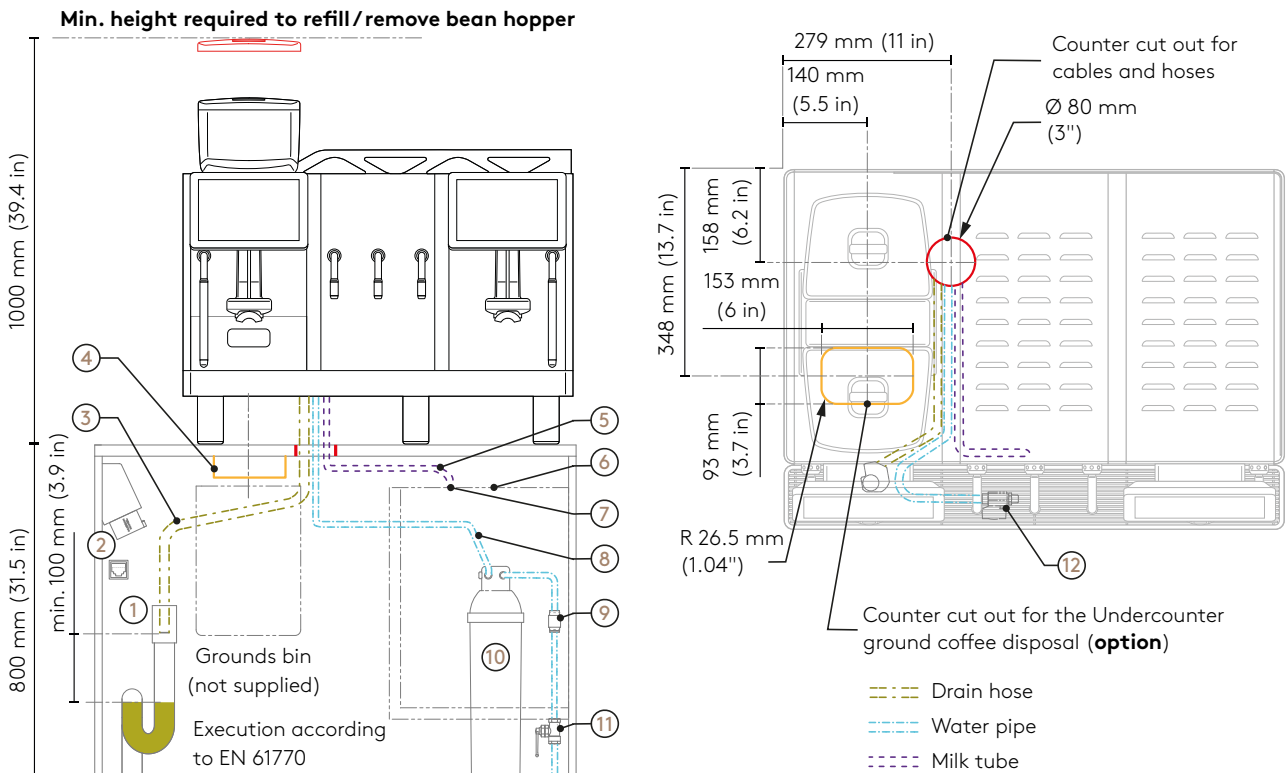 Min. height required to refill / remove bean hopper
1000 mm (39.4 in)
800 mm (31.5 in)
min. 100 mm (3.9 in)
4
3
2
1
5
6
7
8
9
10
11
Grounds bin
(not supplied)
Execution according
to EN 61770
279 mm (11 in)
140 mm
(5.5 in)
Counter cut out for
cables and hoses
Ø 80 mm
(3")
348 mm (13.7 in)
158 mm
(6.2 in)
153 mm
(6 in)
93 mm
(3.7 in)
R 26.5 mm
(1.04")
12
Counter cut out for the Undercounter
ground coffee disposal (option)
Drain hose
Water pipe
Milk tube